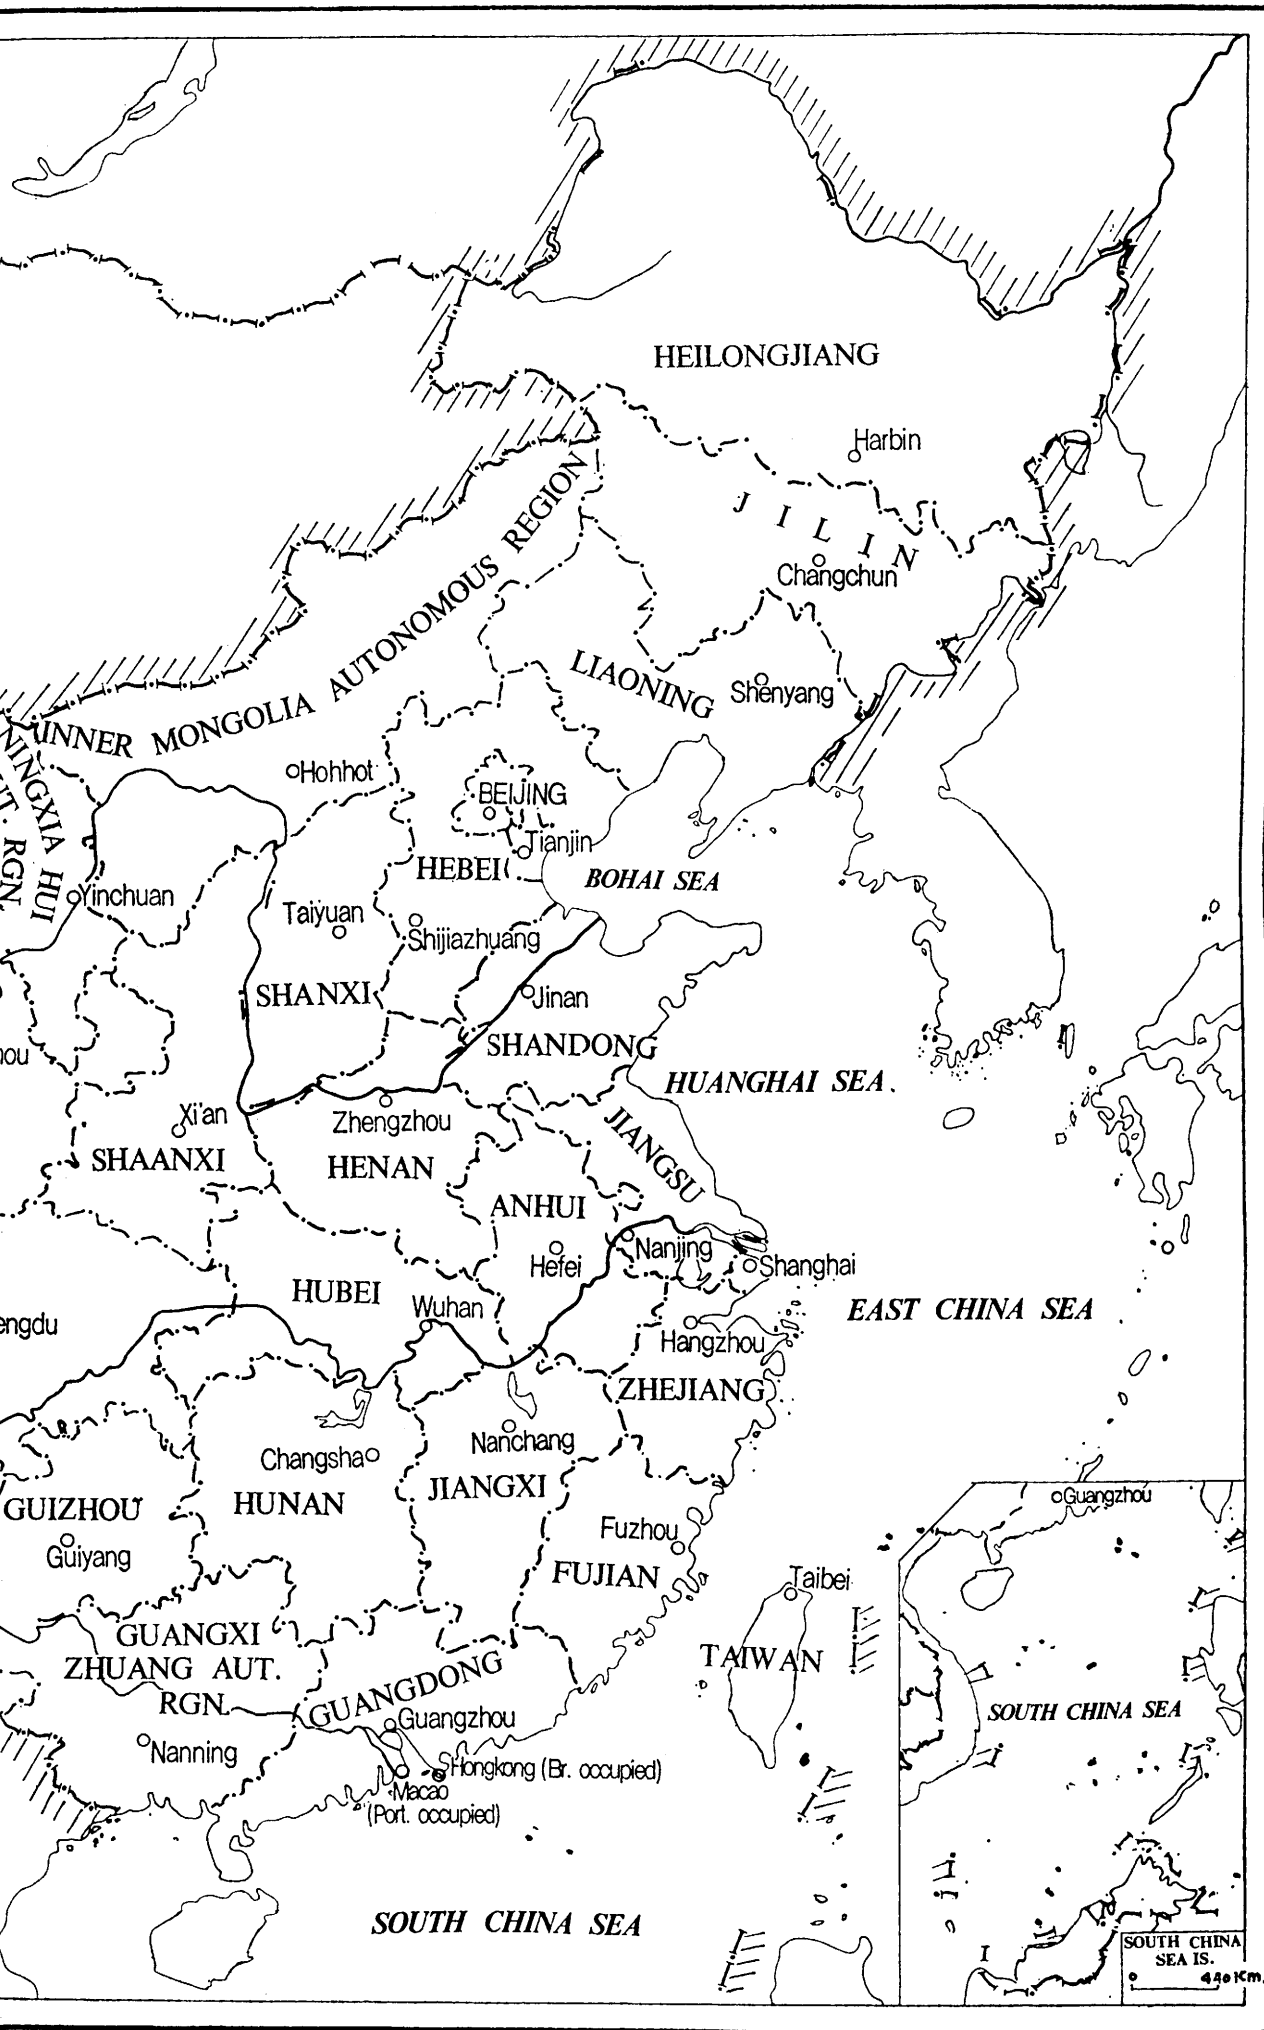 HEILONGJIANG
Harbin
JILIN
Changchun
INNER MONGOLIA AUTONOMOUS REGION
LIAONING
Shenyang
NINGXIA HUI
RGN.
Hohhot
BEIJING
Tianjin
HEBEI
BOHAI SEA
Yinchuan
Taiyuan
Shijiazhuang
SHANXI
Jinan
SHANDONG
HUANGHAI SEA.
Xi'an
Zhengzhou
JIANGSU
SHAANXI
HENAN
ANHUI
Nanjing
Hefei
Shanghai
HUBEI
Wuhan
EAST CHINA SEA
engdu
Hangzhou
ZHEJIANG
Nanchang
Changsha
JIANGXI
GUIZHOU
HUNAN
Guangzhou
Fuzhou
Guiyang
FUJIAN
Taibei
GUANGXI
ZHUANG AUT.
RGN.
TAIWAN
GUANGDONG
SOUTH CHINA SEA
Guangzhou
Nanning
Hongkong (Br. occupied)
Macao
(Port. occupied)
SOUTH CHINA SEA
SOUTH CHINA
SEA IS.
0 440 Km.